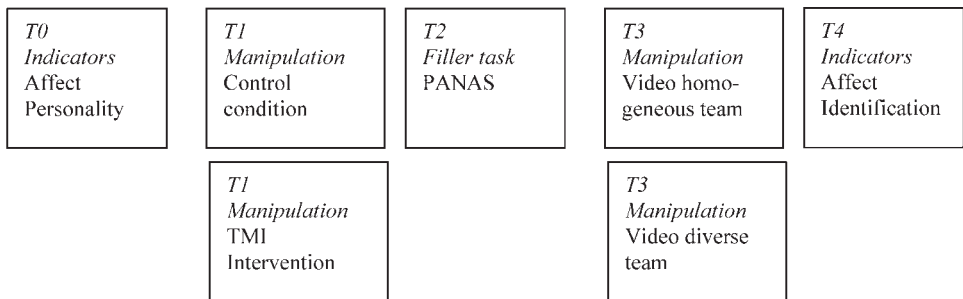 T0
Indicators
Affect
Personality
T1
Manipulation
Control
condition
T2
Filler task
PANAS
T3
Manipulation
Video homo-
geneous team
T4
Indicators
Affect
Identification
T1
Manipulation
TMI
Intervention
T3
Manipulation
Video diverse
team